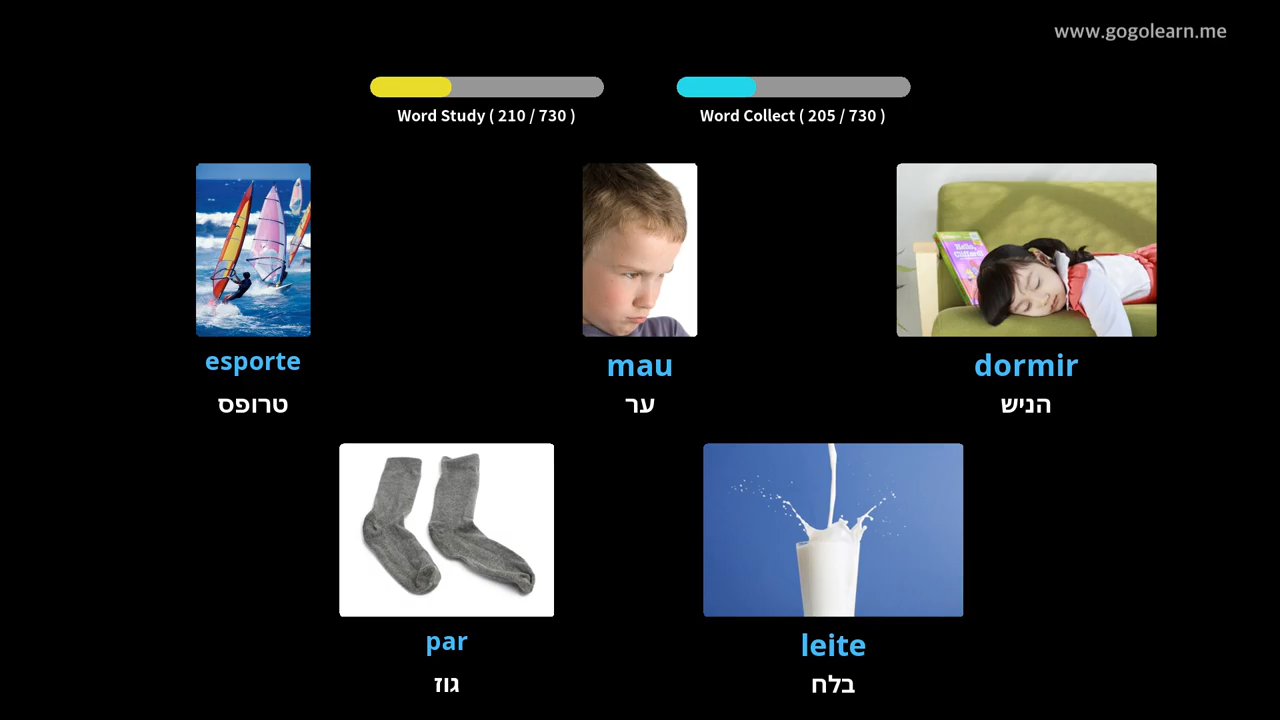 www.gogolearn.me
Word Study ( 210 / 730 )
Word Collect ( 205 / 730 )
esporte
טרופס
mau
ער
dormir
הניש
par
גוז
leite
בלח